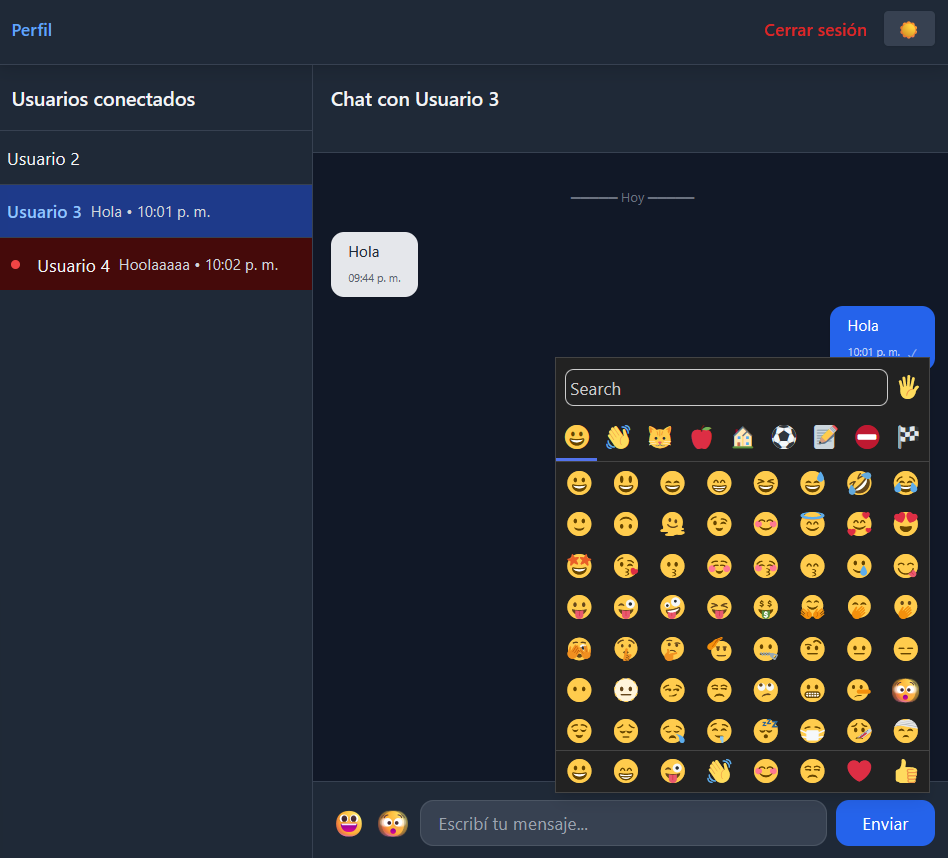 Perfil
Cerrar sesión
Usuarios conectados
Chat con Usuario 3
Usuario 2
Usuario 3 Hola • 10:01 p. m.
Usuario 4 Hoolaaaaa • 10:02 p. m.
Hoy
Hola
09:44 p. m.
Hola
10:01 p. m. ✓
Search
Escribí tu mensaje...
Enviar